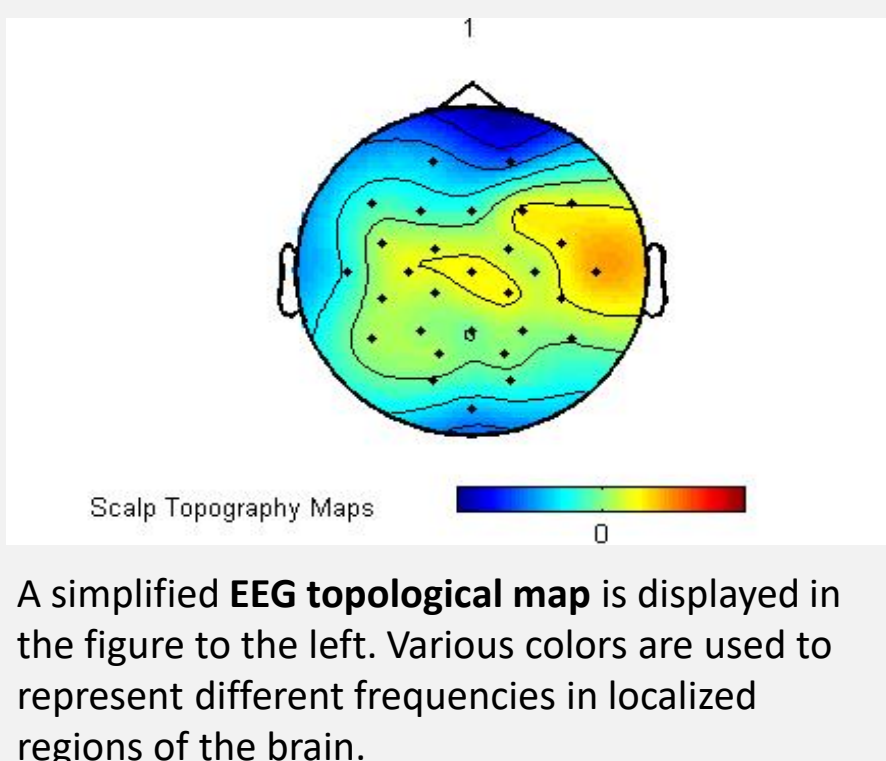 1
Scalp Topography Maps
0
A simplified EEG topological map is displayed in
the figure to the left. Various colors are used to
represent different frequencies in localized
regions of the brain.